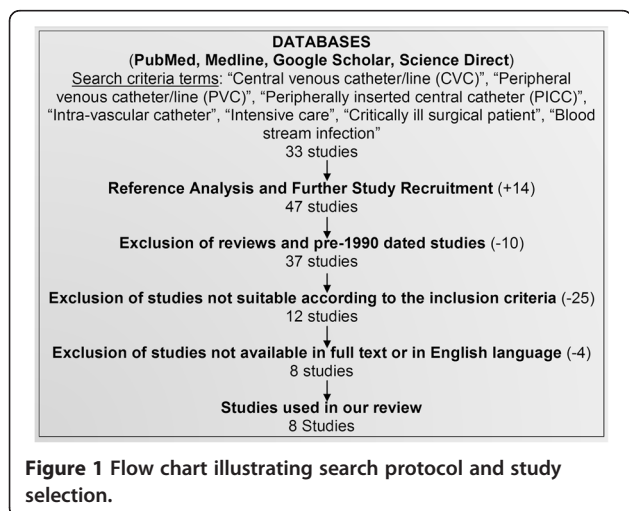 DATABASES
(PubMed, Medline, Google Scholar, Science Direct)
Search criteria terms: “Central venous catheter/line (CVC)”, “Peripheral
venous catheter/line (PVC)”, “Peripherally inserted central catheter (PICC)”,
“Intra-vascular catheter”, “Intensive care”, “Critically ill surgical patient”, “Blood
stream infection”
33 studies
Reference Analysis and Further Study Recruitment (+14)
47 studies
Exclusion of reviews and pre-1990 dated studies (-10)
37 studies
Exclusion of studies not suitable according to the inclusion criteria (-25)
12 studies
Exclusion of studies not available in full text or in English language (-4)
8 studies
Studies used in our review
8 Studies
Figure 1 Flow chart illustrating search protocol and study
selection.